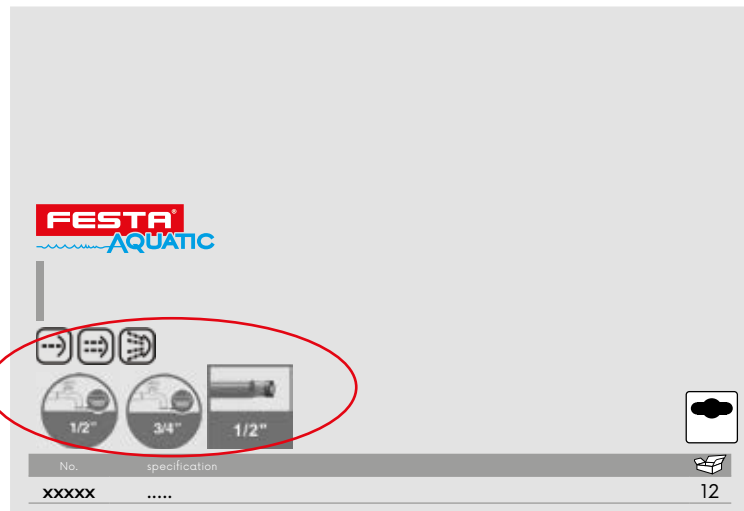 FESTA®
AQUATIC
1/2" 3/4" 1/2"
No. specification
xxxxx .....
12